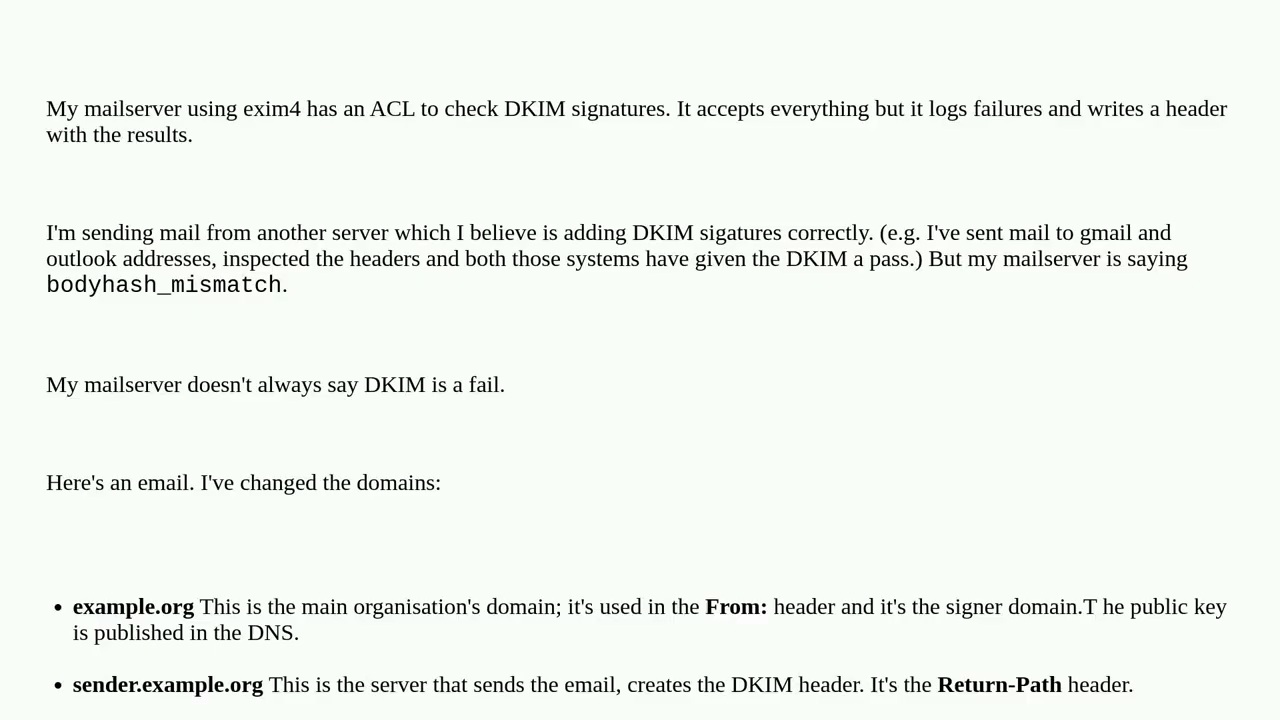 My mailserver using exim4 has an ACL to check DKIM signatures. It accepts everything but it logs failures and writes a header
with the results.
I'm sending mail from another server which I believe is adding DKIM sigatures correctly. (e.g. I've sent mail to gmail and
outlook addresses, inspected the headers and both those systems have given the DKIM a pass.) But my mailserver is saying
bodyhash_mismatch.
My mailserver doesn't always say DKIM is a fail.
Here's an email. I've changed the domains:
• example.org This is the main organisation's domain; it's used in the From: header and it's the signer domain.T he public key
is published in the DNS.
• sender.example.org This is the server that sends the email, creates the DKIM header. It's the Return-Path header.